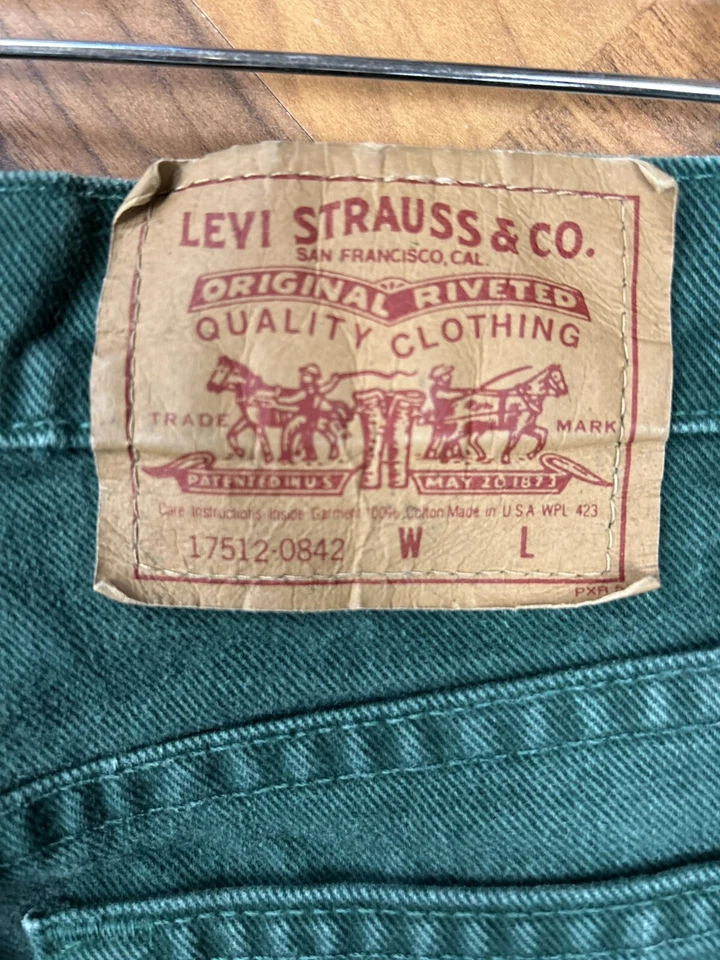 LEVI STRAUSS & CO.
SAN FRANCISCO, CAL.
ORIGINAL RIVETED
QUALITY CLOTHING
TRADE MARK
PATENTED IN U S MAY 20 1873
Care Instructions Inside Garment 100% Cotton Made in U S A WPL 423
17512-0842 W L